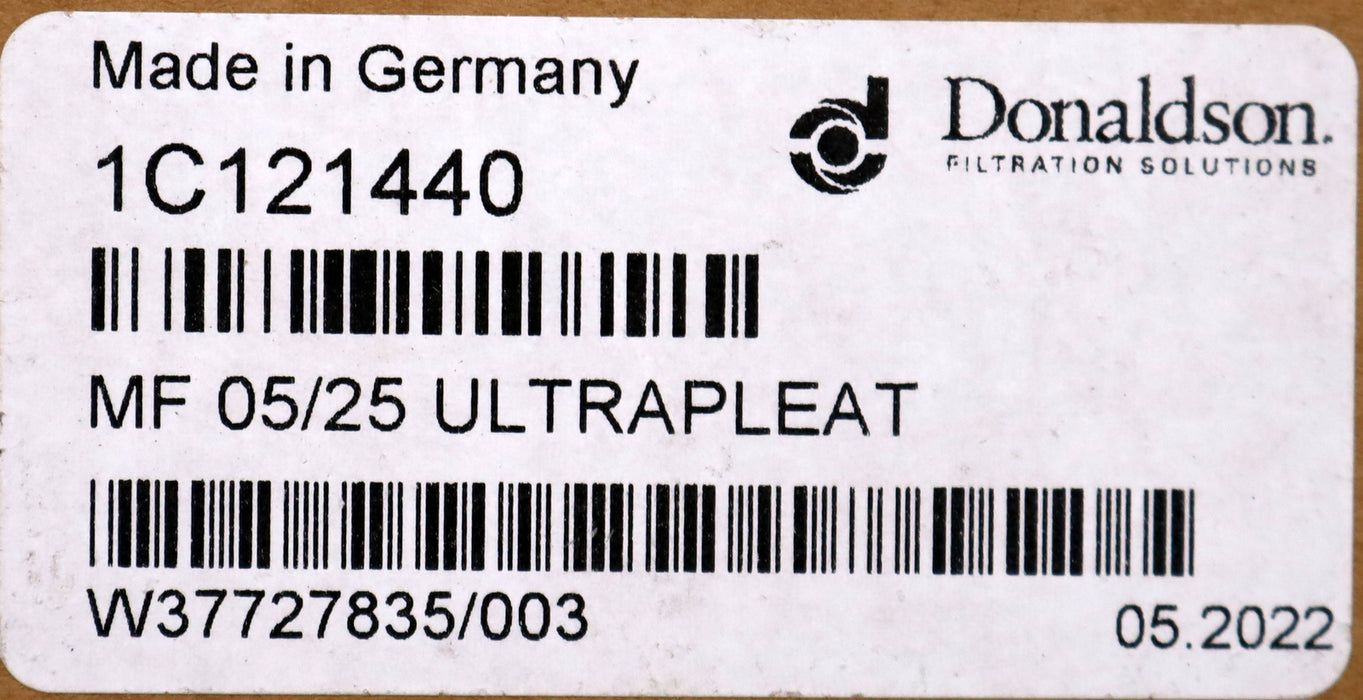 Made in Germany
Donaldson.
FILTRATION SOLUTIONS
1C121440
MF 05/25 ULTRAPLEAT
W37727835/003
05.2022